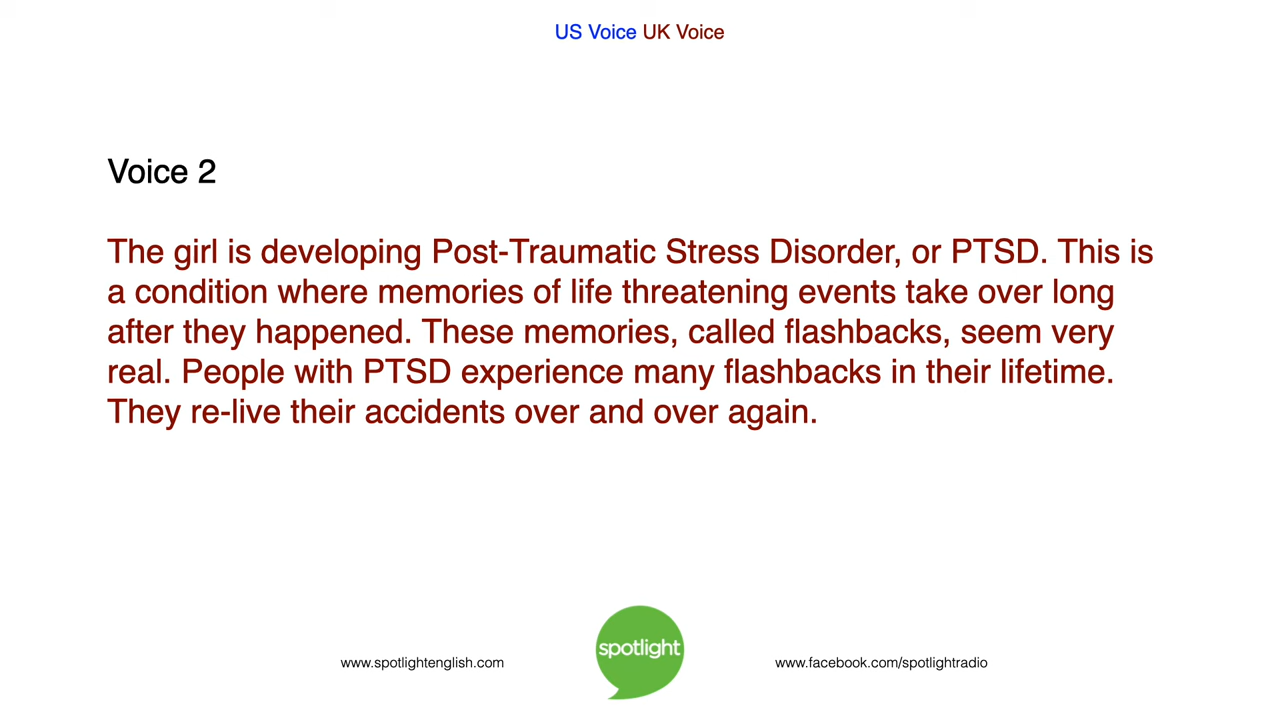 US Voice UK Voice
Voice 2
The girl is developing Post-Traumatic Stress Disorder, or PTSD. This is
a condition where memories of life threatening events take over long
after they happened. These memories, called flashbacks, seem very
real. People with PTSD experience many flashbacks in their lifetime.
They re-live their accidents over and over again.
spotlight
www.spotlightenglish.com
www.facebook.com/spotlightradio